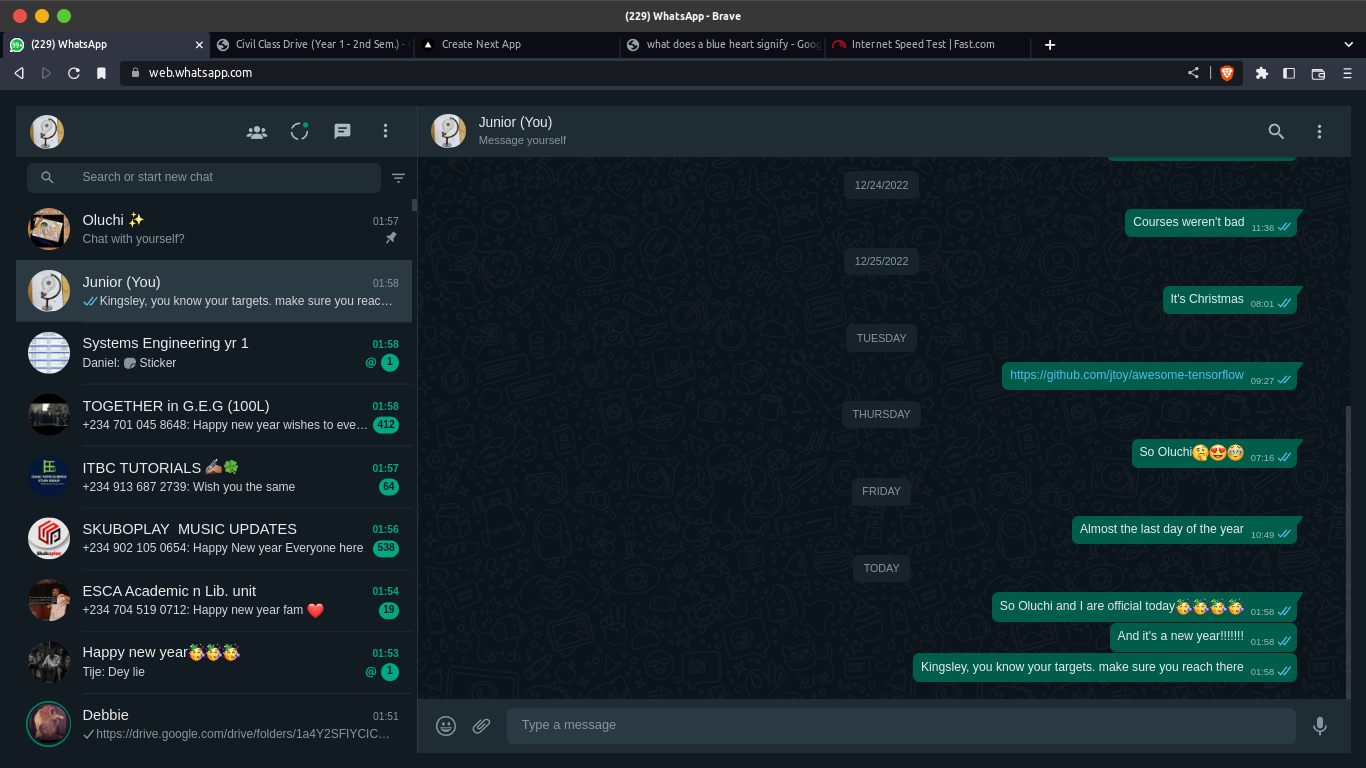 (229) WhatsApp - Brave
99+ (229) WhatsApp
Civil Class Drive (Year 1 - 2nd Sem.) -
Create Next App
what does a blue heart signify - Goo
Internet Speed Test | Fast.com
web.whatsapp.com
Search or start new chat
Oluchi ✨ 01:57
Chat with yourself?
Junior (You) 01:58
Kingsley, you know your targets. make sure you reac…
Systems Engineering yr 1 01:58
Daniel: Sticker @ 1
TOGETHER in G.E.G (100L) 01:58
+234 701 045 8648: Happy new year wishes to eve… 412
ITBC TUTORIALS ✍🏽🍀 01:57
+234 913 687 2739: Wish you the same 64
SKUBOPLAY  MUSIC UPDATES 01:56
+234 902 105 0654: Happy New year Everyone here 538
Skuboplay
ESCA Academic n Lib. unit 01:54
+234 704 519 0712: Happy new year fam ❤️ 19
Happy new year🥳🥳🥳 01:53
Tije: Dey lie @ 1
Debbie 01:51
https://drive.google.com/drive/folders/1a4Y2SFIYCIC…
Junior (You)
Message yourself
12/24/2022
Courses weren't bad 11:36
12/25/2022
It's Christmas 08:01
TUESDAY
https://github.com/jtoy/awesome-tensorflow 09:27
THURSDAY
So Oluchi🤔😍🥹 07:16
FRIDAY
Almost the last day of the year 10:49
TODAY
So Oluchi and I are official today🥳🥳🥳🥳 01:58
And it's a new year!!!!!!! 01:58
Kingsley, you know your targets. make sure you reach there 01:58
Type a message